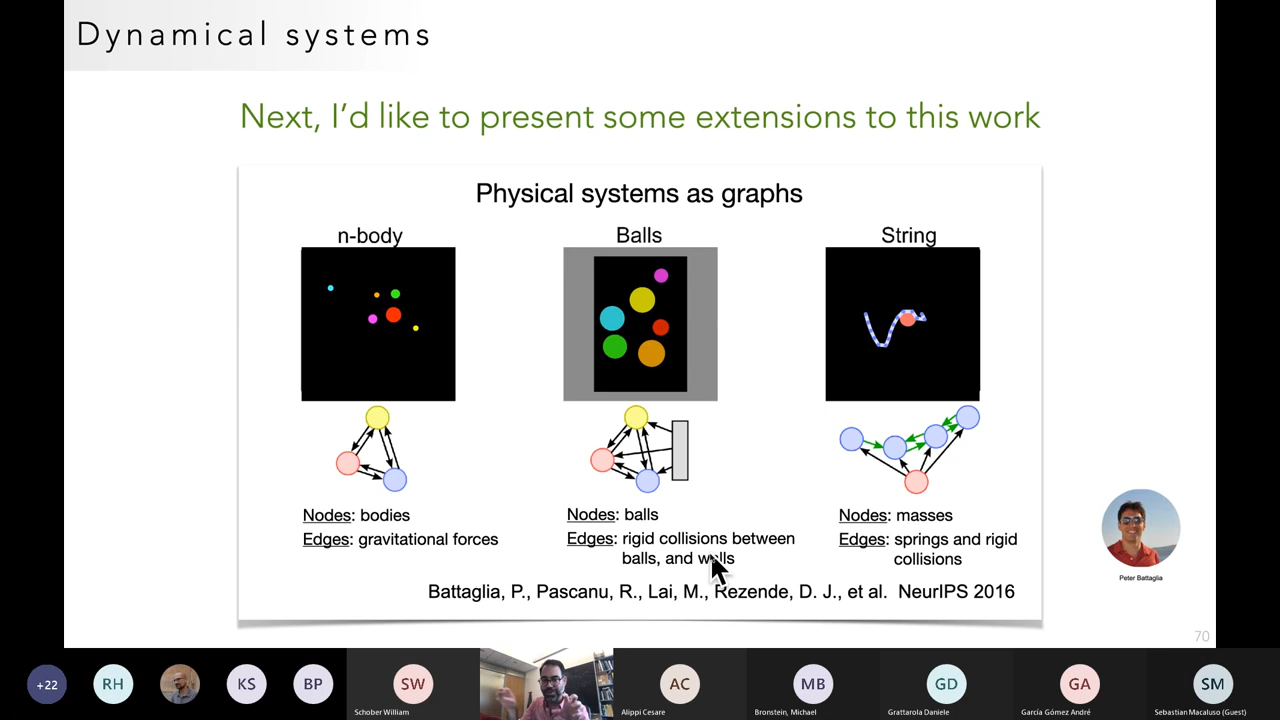 Dynamical systems
Next, I'd like to present some extensions to this work
Physical systems as graphs
n-body
Balls
String
Nodes: bodies
Edges: gravitational forces
Nodes: balls
Edges: rigid collisions between
balls, and walls
Nodes: masses
Edges: springs and rigid
collisions
Battaglia, P., Pascanu, R., Lai, M., Rezende, D. J., et al. NeurIPS 2016
Peter Battaglia
70
+22
RH
KS
BP
SW
Schober William
AC
Alippi Cesare
MB
Bronstein, Michael
GD
Grattarola Daniele
GA
García Gómez André
SM
Sebastian Macaluso (Guest)